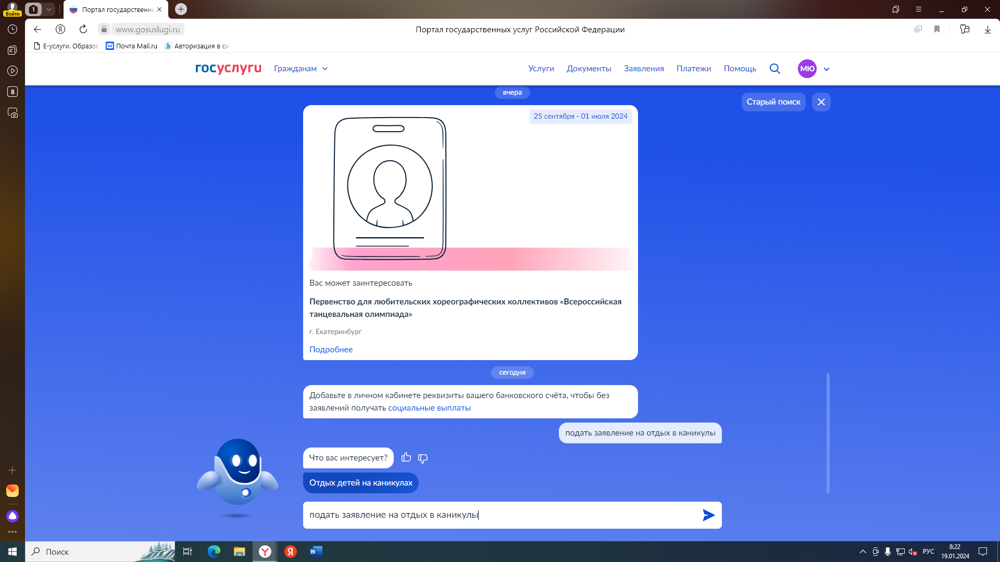 1
Портал государственны
Войти
www.gosuslugi.ru
Портал государственных услуг Российской Федерации
Е-услуги. Образов
Почта Mail.ru
Авторизация в си
8
госуслуги
Гражданам
Услуги
Документы
Заявления
Платежи
Помощь
МЮ
вчера
Старый поиск
25 сентября - 01 июля 2024
Вас может заинтересовать
Первенство для любительских хореографических коллективов «Всероссийская
танцевальная олимпиада»
г. Екатеринбург
Подробнее
сегодня
Добавьте в личном кабинете реквизиты вашего банковского счёта, чтобы без
заявлений получать социальные выплаты
подать заявление на отдых в каникулы
Что вас интересует?
Отдых детей на каникулах
подать заявление на отдых в каникулы
Поиск
РУС
8:22
19.01.2024